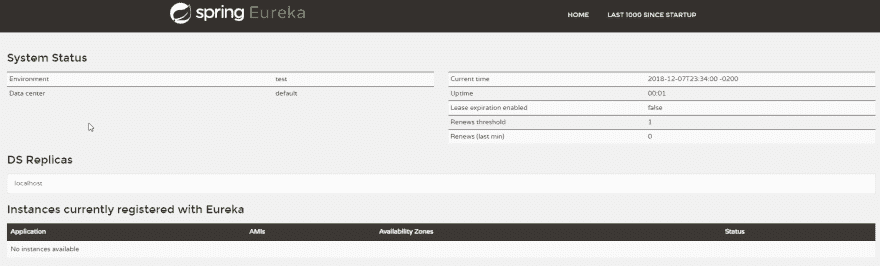 spring Eureka
HOME LAST 1000 SINCE STARTUP
System Status
Environment test
Data center default
Current time 2018-12-07T23:34:00 -0200
Uptime 00:01
Lease expiration enabled false
Renews threshold 1
Renews (last min) 0
DS Replicas
localhost
Instances currently registered with Eureka
Application AMIs Availability Zones Status
No instances available